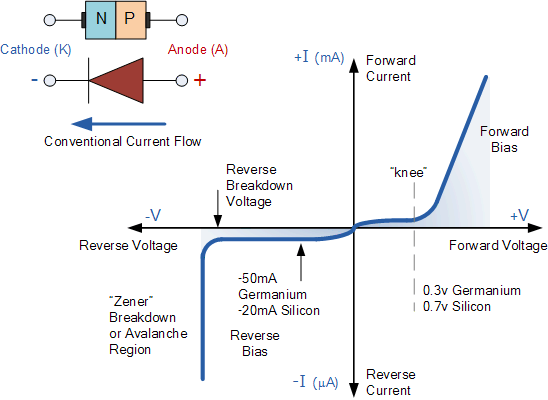 N P
Cathode (K)
Anode (A)
- +
Conventional Current Flow
+I (mA)
Forward
Current
Forward
Bias
"knee"
Reverse
Breakdown
Voltage
-V
+V
Reverse Voltage
Forward Voltage
-50mA
Germanium
-20mA Silicon
0.3v Germanium
0.7v Silicon
"Zener"
Breakdown
or Avalanche
Region
Reverse
Bias
-I (μA)
Reverse
Current